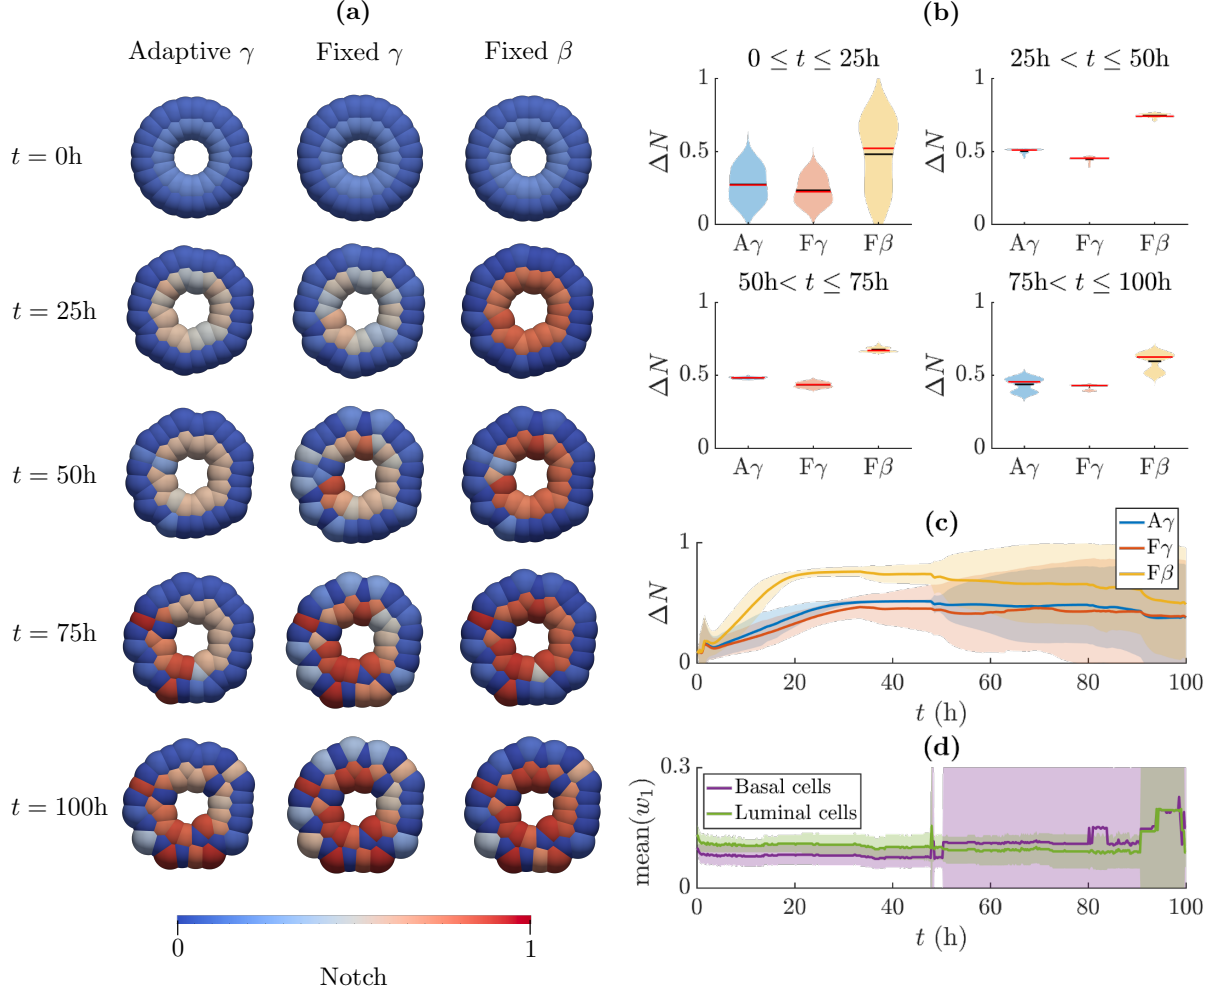 (a)
Adaptive γ
Fixed γ
Fixed β
t = 0h
t = 25h
t = 50h
t = 75h
t = 100h
0
1
Notch
(b)
0 ≤ t ≤ 25h
1
0.5
0
ΔN
Aγ
Fγ
Fβ
25h < t ≤ 50h
1
0.5
0
ΔN
Aγ
Fγ
Fβ
50h< t ≤ 75h
1
0.5
0
ΔN
Aγ
Fγ
Fβ
75h< t ≤ 100h
1
0.5
0
ΔN
Aγ
Fγ
Fβ
(c)
1
0
ΔN
Aγ
Fγ
Fβ
0
20
40
60
80
100
t (h)
(d)
0.3
0
mean(w₁)
Basal cells
Luminal cells
0
20
40
60
80
100
t (h)